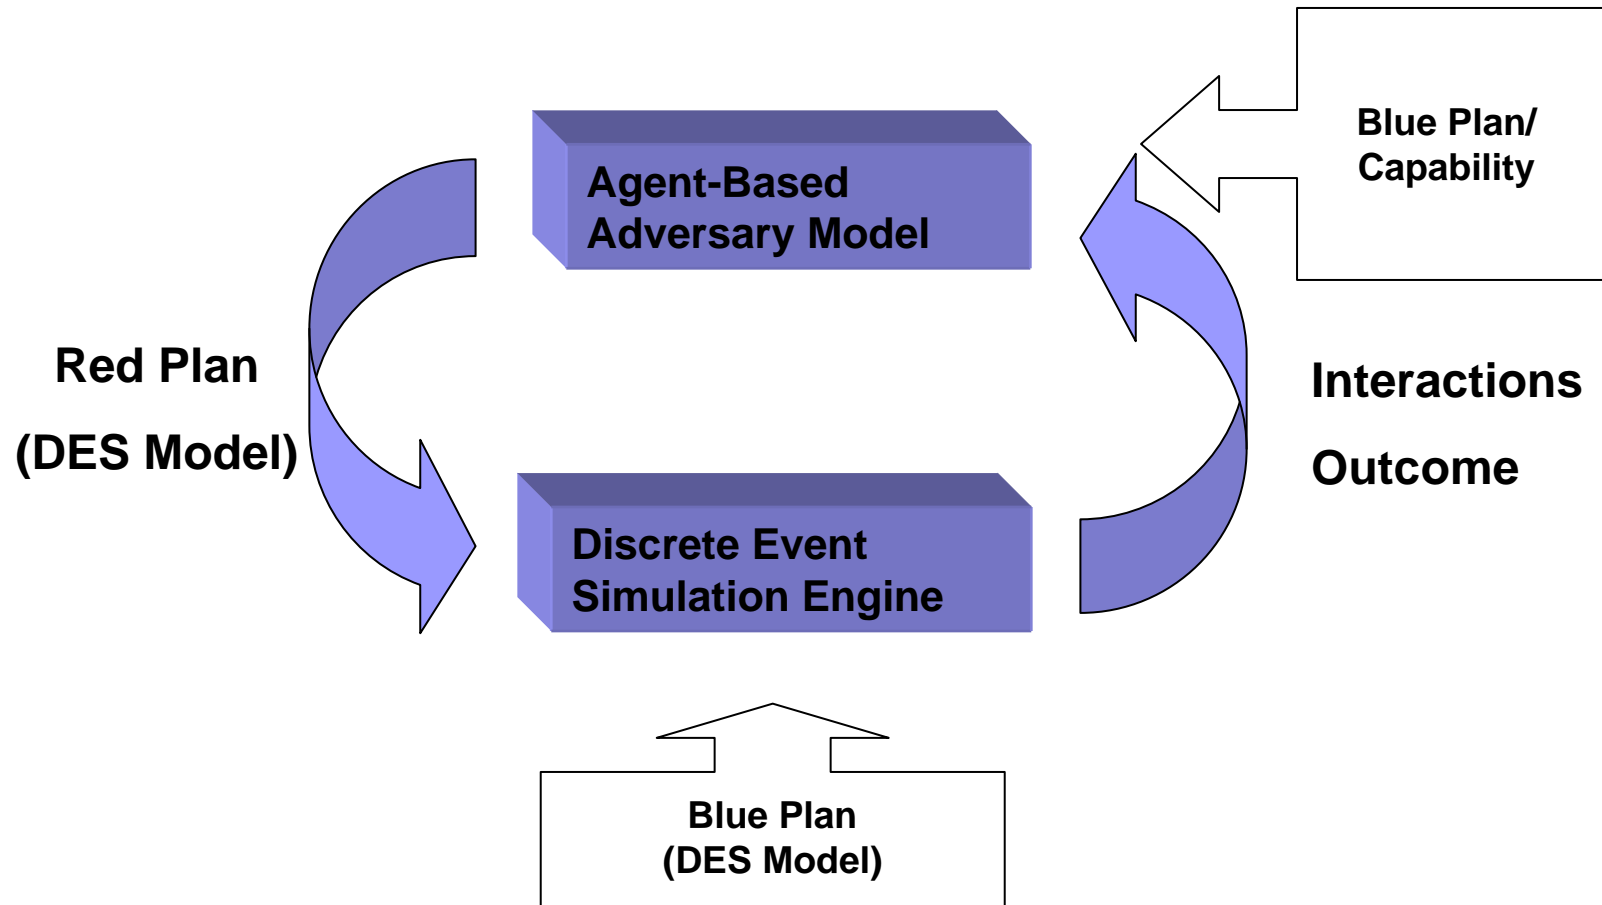 Blue Plan/
Capability
Agent-Based
Adversary Model
Red Plan
(DES Model)
Interactions
Outcome
Discrete Event
Simulation Engine
Blue Plan
(DES Model)